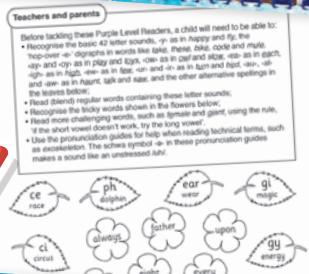 Teachers and parents
Before tackling these Purple Level Readers, a child will need to be able to:
• Recognise the basic 42 letter sounds, ‹y› as in happy and fly, the
'hop-over ‹e›' digraphs in words like take, these, bike, code and mule,
‹ay› and ‹oy› as in play and toys, ‹ow› as in owl and slow, ‹ea› as in each,
‹igh› as in high, ‹ew› as in few, ‹ur› and ‹ir› as in turn and bird, ‹au›, ‹al›
and ‹aw› as in haunt, talk and saw, and the other alternative spellings in
the leaves below;
• Read (blend) regular words containing these letter sounds;
• Recognise the tricky words shown in the flowers below;
• Read more challenging words, such as female and giant, using the rule,
'if the short vowel doesn't work, try the long vowel'.
• Use the pronunciation guides for help when reading technical terms, such
as exoskeleton. The schwa symbol ‹ə› in these pronunciation guides
makes a sound like an unstressed /uh/.
ce
race
ph
dolphin
ear
wear
gi
magic
ci
circus
always
father
upon
gy
energy
every